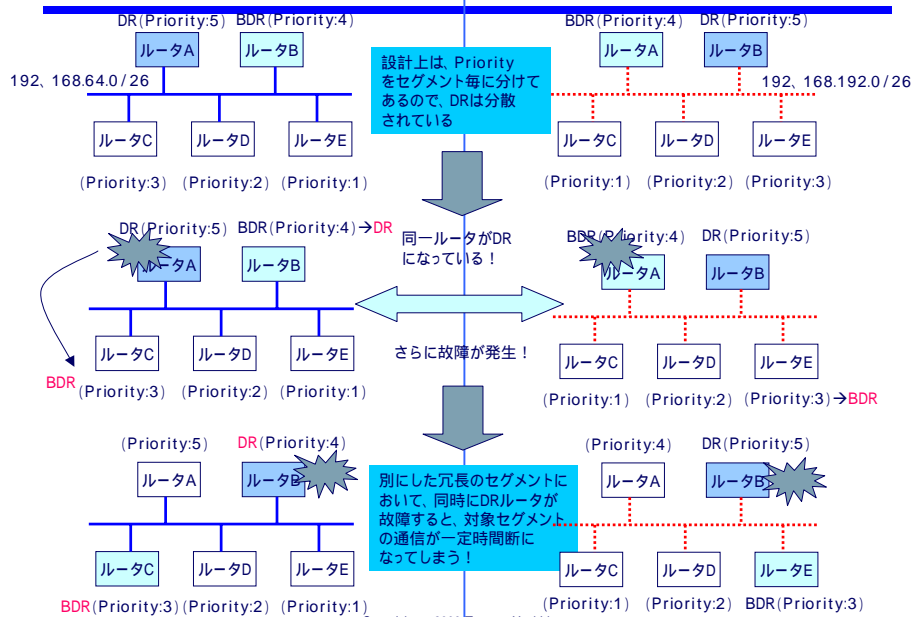 DR(Priority:5) BDR(Priority:4)
ルータA ルータB
192、168.64.0/26
ルータC ルータD ルータE
(Priority:3) (Priority:2) (Priority:1)
設計上は、Priority
をセグメント毎に分けて
あるので、DRは分散
されている
BDR(Priority:4) DR(Priority:5)
ルータA ルータB
192、168.192.0/26
ルータC ルータD ルータE
(Priority:1) (Priority:2) (Priority:3)
DR(Priority:5) BDR(Priority:4)→DR
ルータA ルータB
ルータC ルータD ルータE
BDR (Priority:3) (Priority:2) (Priority:1)
同一ルータがDR
になっている！
さらに故障が発生！
BDR(Priority:4) DR(Priority:5)
ルータA ルータB
ルータC ルータD ルータE
(Priority:1) (Priority:2) (Priority:3)→BDR
(Priority:5) DR(Priority:4)
ルータA ルータB
ルータC ルータD ルータE
BDR(Priority:3) (Priority:2) (Priority:1)
別にした冗長のセグメントに
おいて、同時にDRルータが
故障すると、対象セグメント
の通信が一定時間断に
なってしまう！
(Priority:4) DR(Priority:5)
ルータA ルータB
ルータC ルータD ルータE
(Priority:1) (Priority:2) BDR(Priority:3)